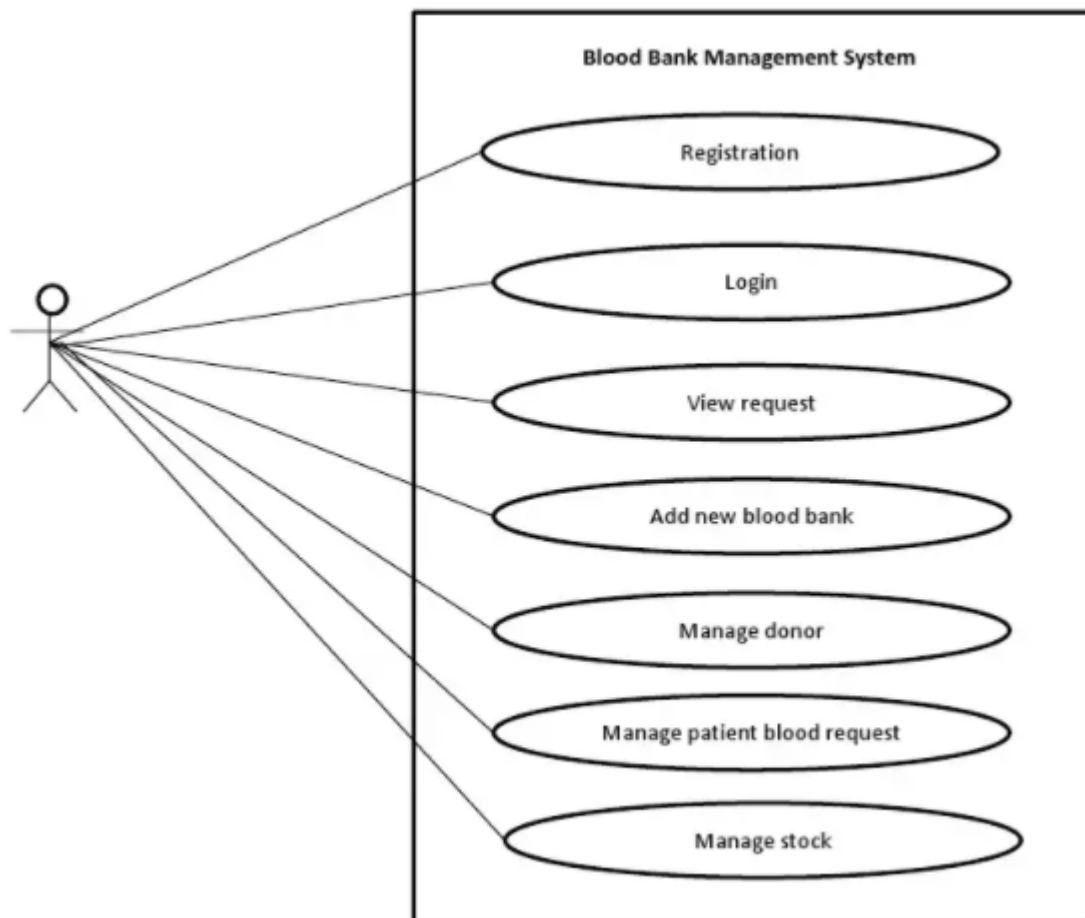 Blood Bank Management System
Registration
Login
View request
Add new blood bank
Manage donor
Manage patient blood request
Manage stock